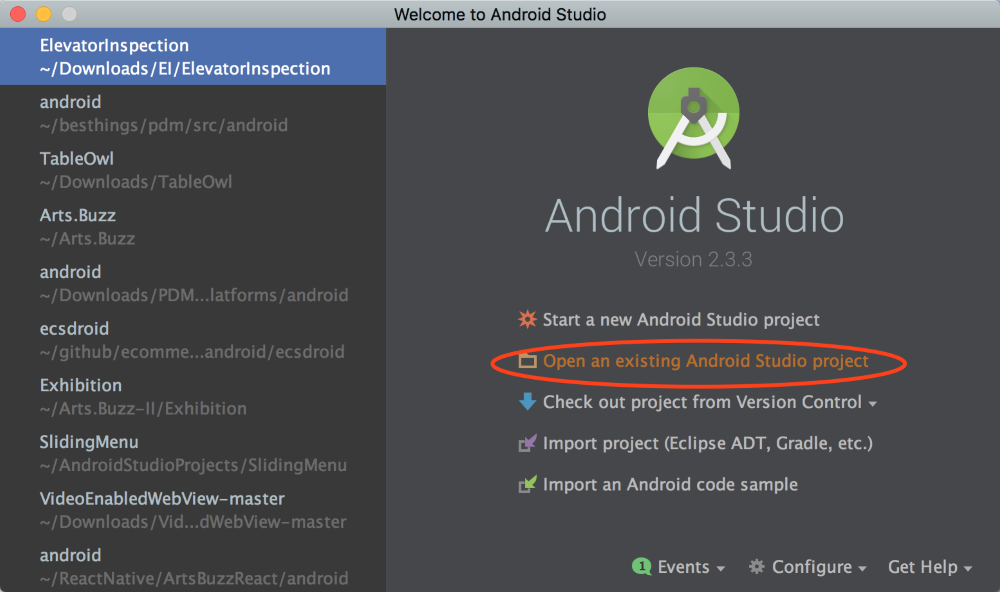 Welcome to Android Studio
ElevatorInspection
~/Downloads/EI/ElevatorInspection
android
~/besthings/pdm/src/android
TableOwl
~/Downloads/TableOwl
Arts.Buzz
~/Arts.Buzz
android
~/Downloads/PDM...latforms/android
ecsdroid
~/github/ecomme...android/ecsdroid
Exhibition
~/Arts.Buzz-II/Exhibition
SlidingMenu
~/AndroidStudioProjects/SlidingMenu
VideoEnabledWebView-master
~/Downloads/Vid...dWebView-master
android
~/ReactNative/ArtsBuzzReact/android
Android Studio
Version 2.3.3
Start a new Android Studio project
Open an existing Android Studio project
Check out project from Version Control
Import project (Eclipse ADT, Gradle, etc.)
Import an Android code sample
1 Events Configure Get Help